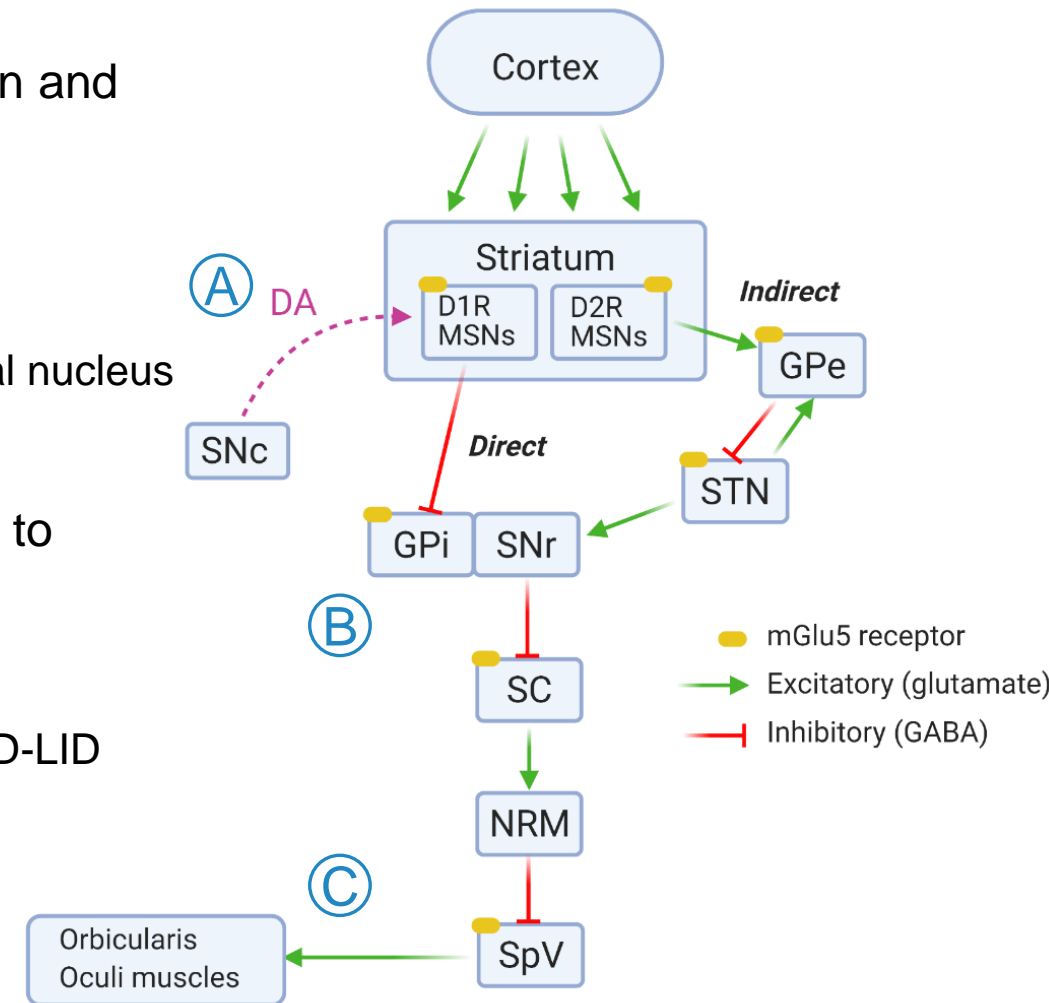 n and
al nucleus
to
D-LID
Cortex
Striatum
A
DA
D1R
MSNs
D2R
MSNs
Indirect
GPe
SNc
Direct
STN
GPi
SNr
B
SC
mGlu5 receptor
Excitatory (glutamate)
Inhibitory (GABA)
NRM
C
Orbicularis
Oculi muscles
SpV